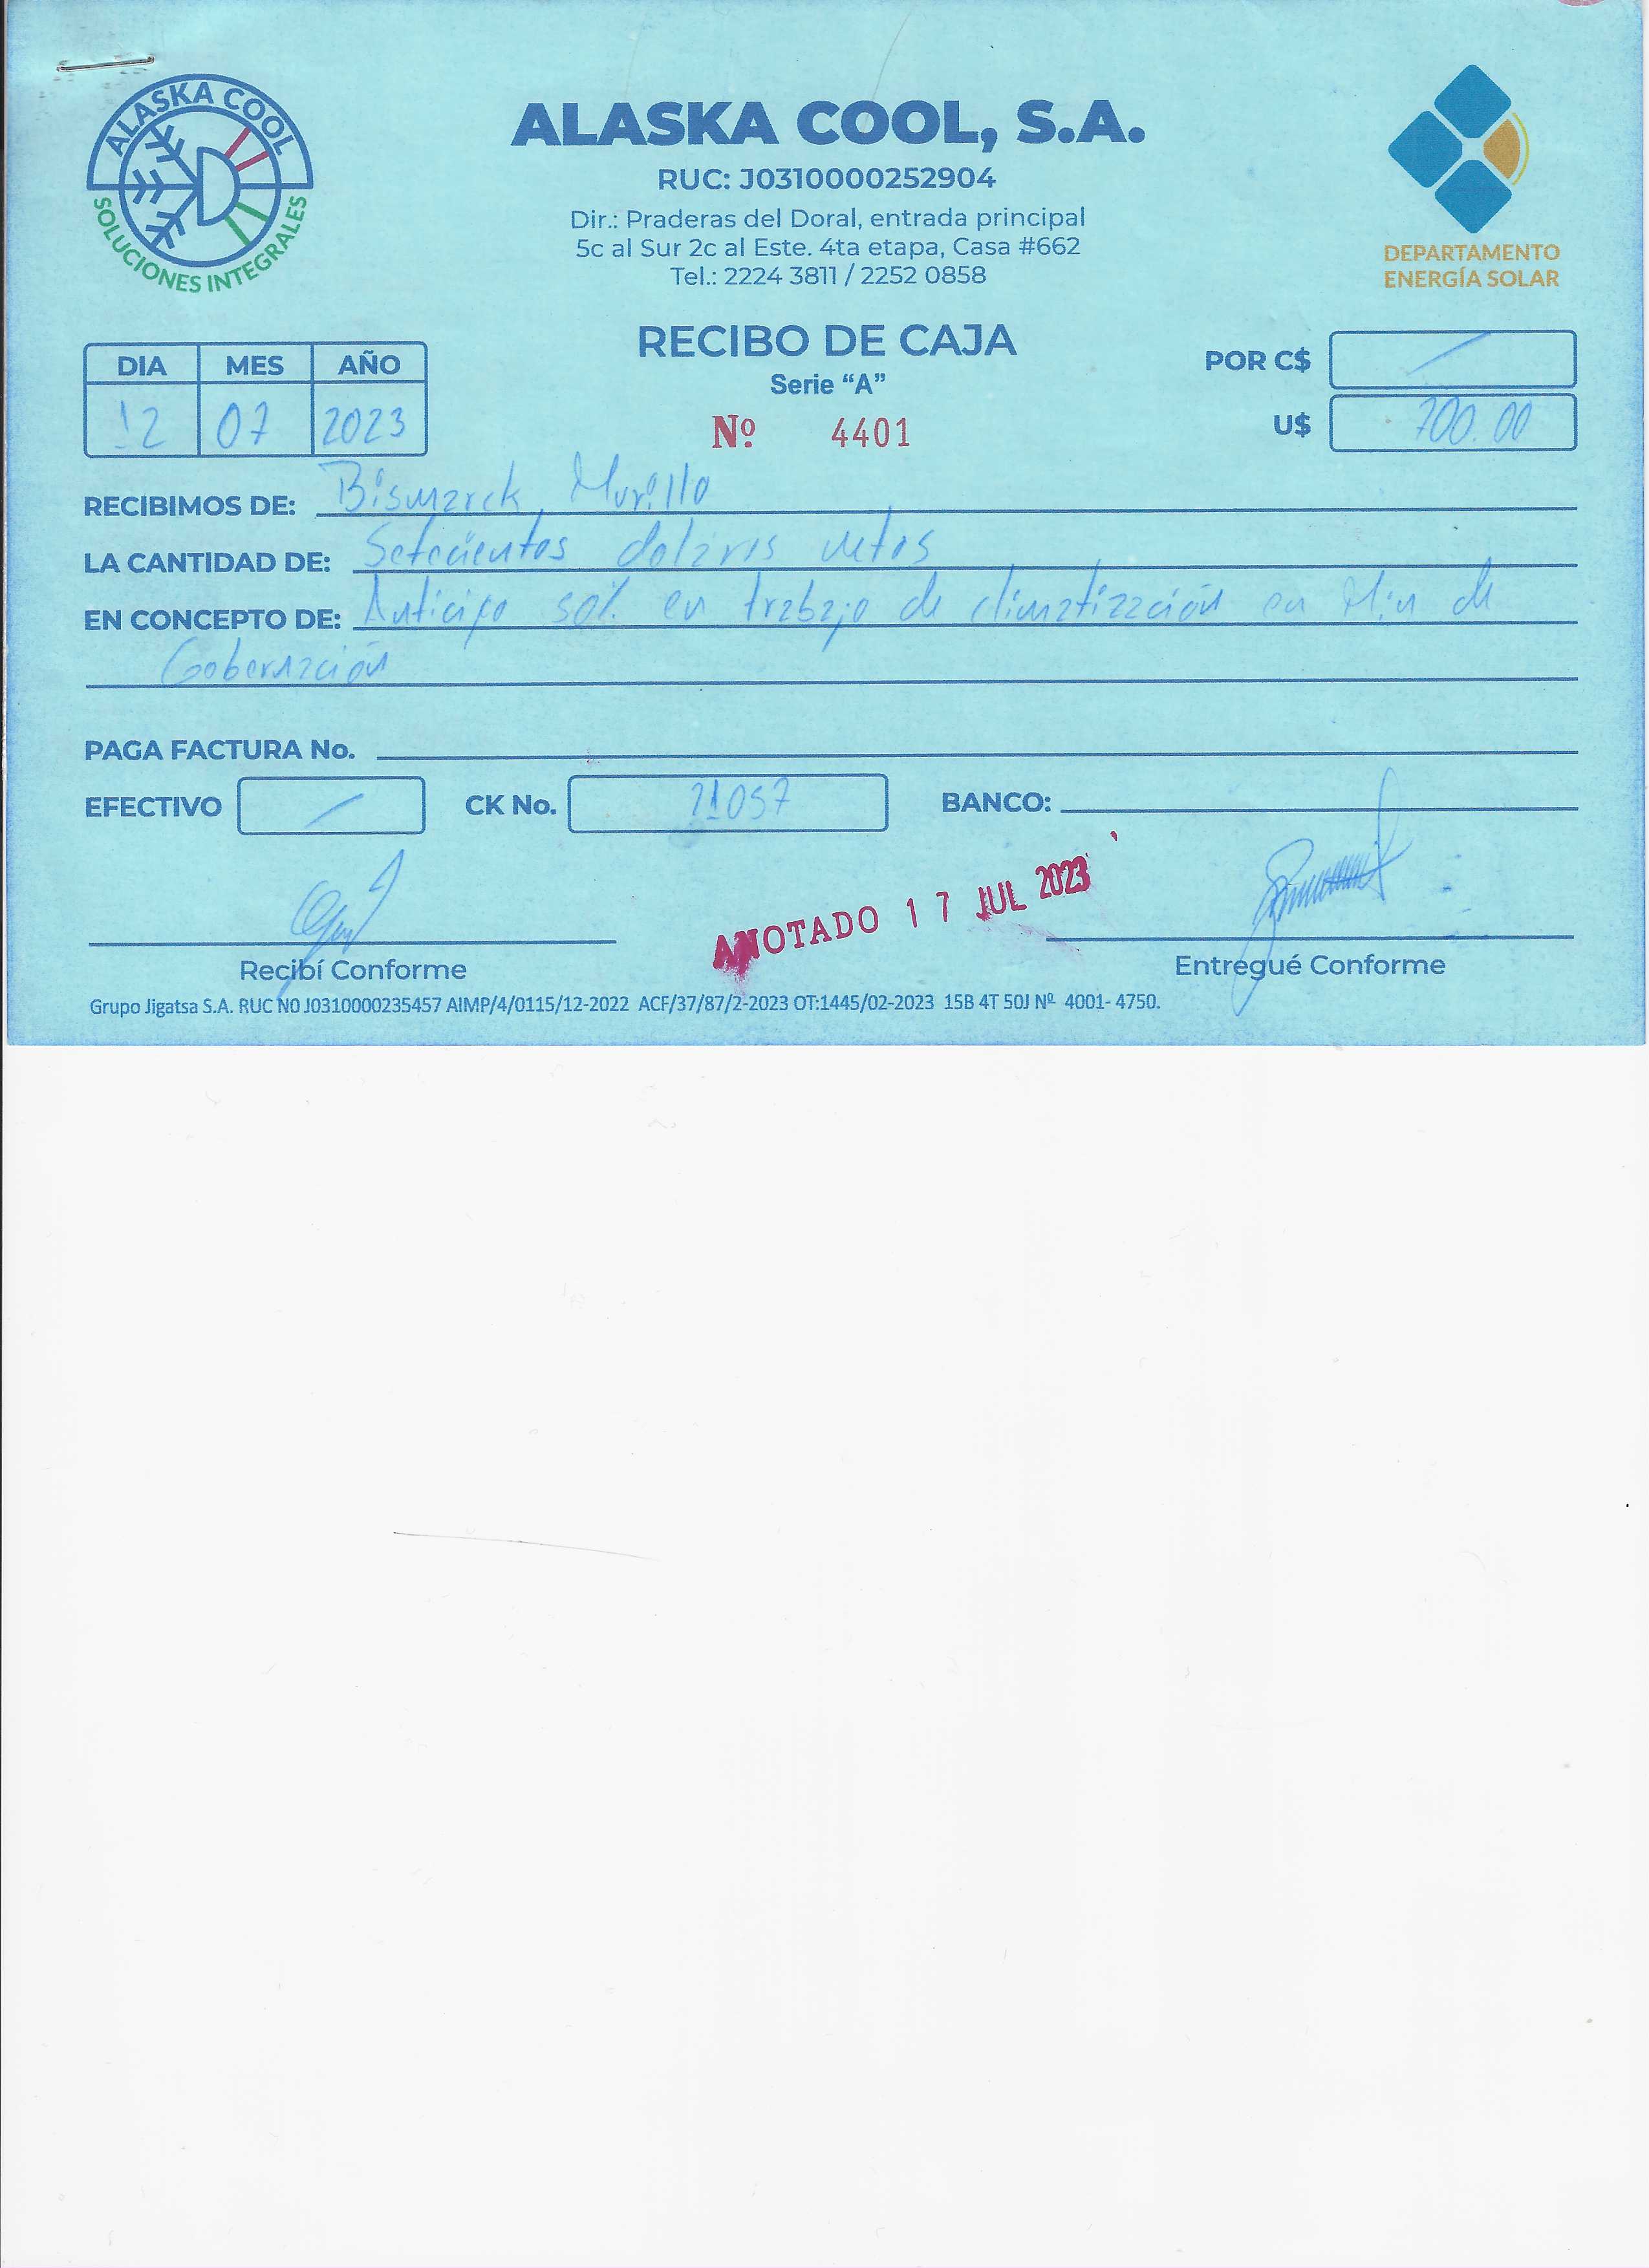 ALASKA COOL
SOLUCIONES INTEGRALES
ALASKA COOL, S.A.
RUC: J0310000252904
Dir.: Praderas del Doral, entrada principal
5c al Sur 2c al Este. 4ta etapa, Casa #662
Tel.: 2224 3811 / 2252 0858
DEPARTAMENTO
ENERGÍA SOLAR
RECIBO DE CAJA
Serie “A”
Nº 4401
DIA MES AÑO
12 07 2023
POR C$
U$ 700.00
RECIBIMOS DE: Bismarck Murillo
LA CANTIDAD DE: Setecientos dolares netos
EN CONCEPTO DE: Anticipo 50% en trabajo de climatización en Min de
Gobernación
PAGA FACTURA No.
EFECTIVO CK No. 21057 BANCO:
ANOTADO 17 JUL 2023
Recibí Conforme Entregué Conforme
Grupo Jigatsa S.A. RUC N0 J0310000235457 AIMP/4/0115/12-2022 ACF/37/87/2-2023 OT:1445/02-2023 15B 4T 50J Nº 4001- 4750.